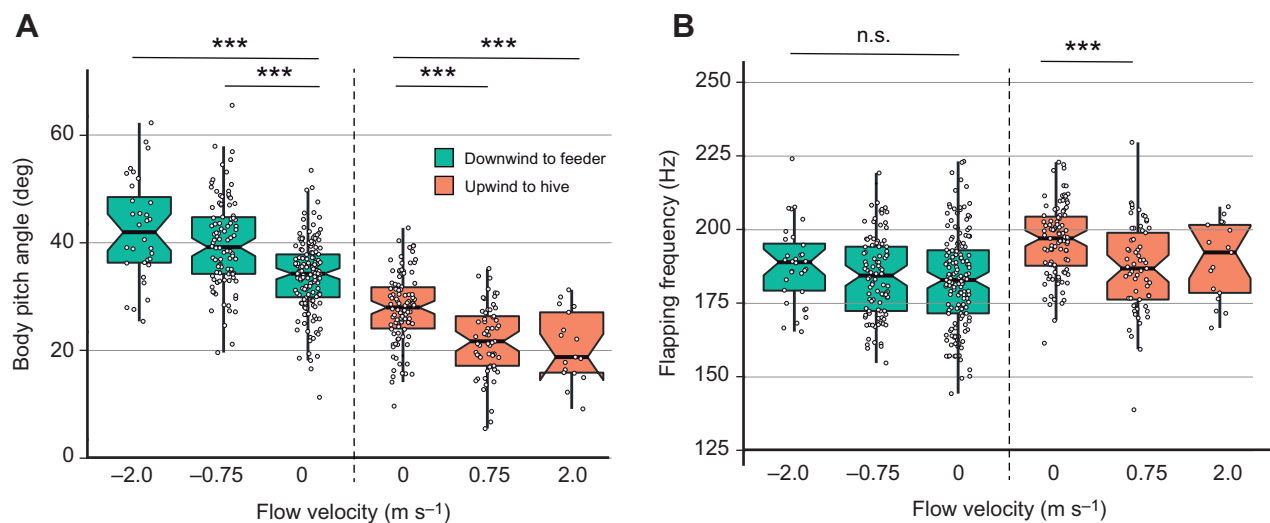 A
***
***
***
***
60
40
20
0
Body pitch angle (deg)
Downwind to feeder
Upwind to hive
–2.0 –0.75 0 0 0.75 2.0
Flow velocity (m s–1)
B
n.s.
***
250
225
200
175
150
125
Flapping frequency (Hz)
–2.0 –0.75 0 0 0.75 2.0
Flow velocity (m s–1)